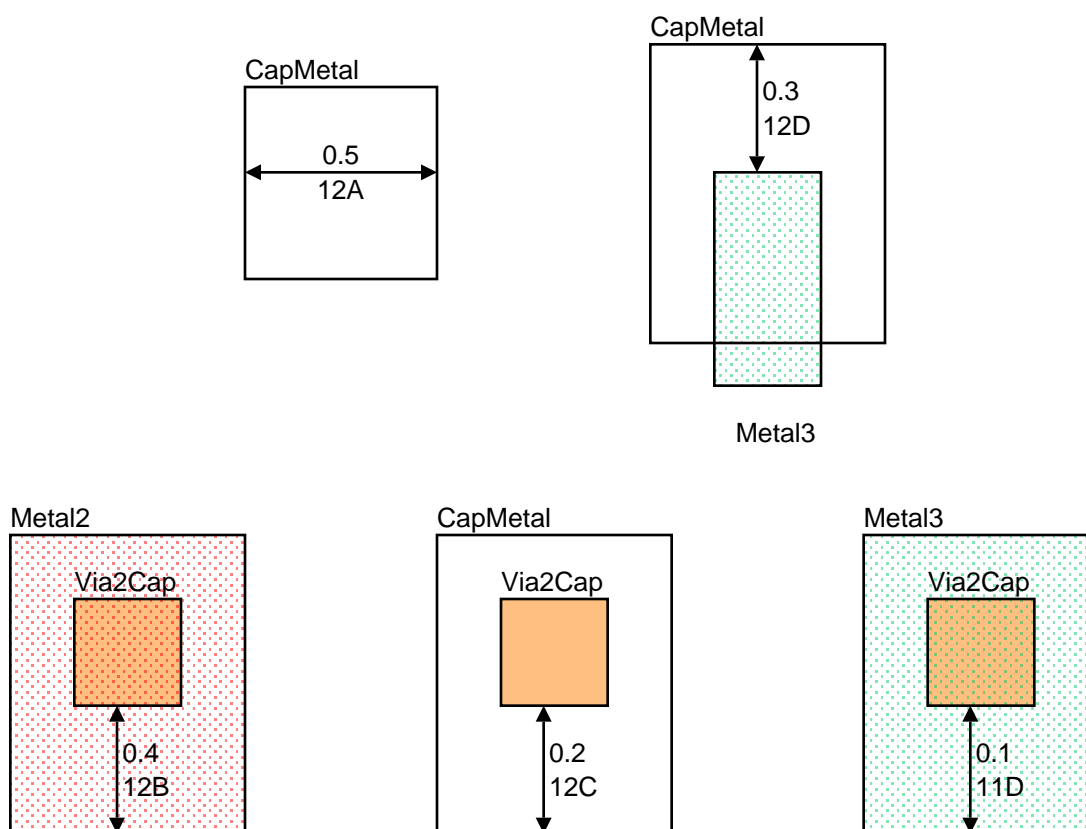 CapMetal
0.5
12A
CapMetal
0.3
12D
Metal3
Metal2
Via2Cap
0.4
12B
CapMetal
Via2Cap
0.2
12C
Metal3
Via2Cap
0.1
11D